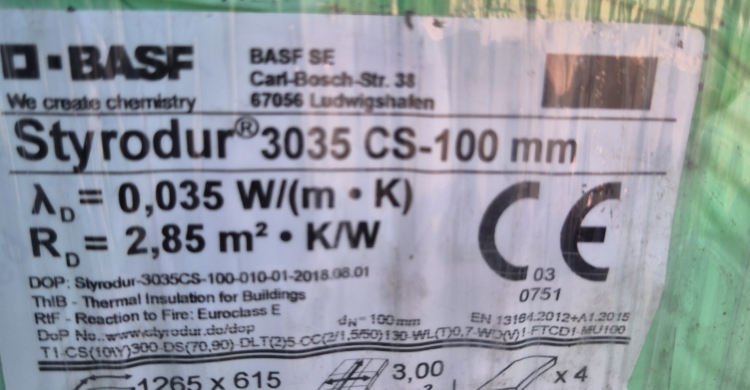 BASF
We create chemistry
BASF SE
Carl-Bosch-Str. 38
67056 Ludwigshafen
Styrodur® 3035 CS-100 mm
λD = 0,035 W/(m • K)
RD = 2,85 m² • K/W
CE
03
0751
DOP: Styrodur-3035CS-100-010-01-2018.08.01
ThIB - Thermal Insulation for Buildings
RtF - Reaction to Fire: Euroclass E
dN= 100mm
EN 13164:2012+A1:2015
DoP No.:www.styrodur.de/dop
T1-CS(10\Y)300-DS(70,90)-DLT(2)5-CC(2/1,5/50)130-WL(T)0,7-WD(V)1-FTCD1-MU100
1265 x 615
3,00
x 4